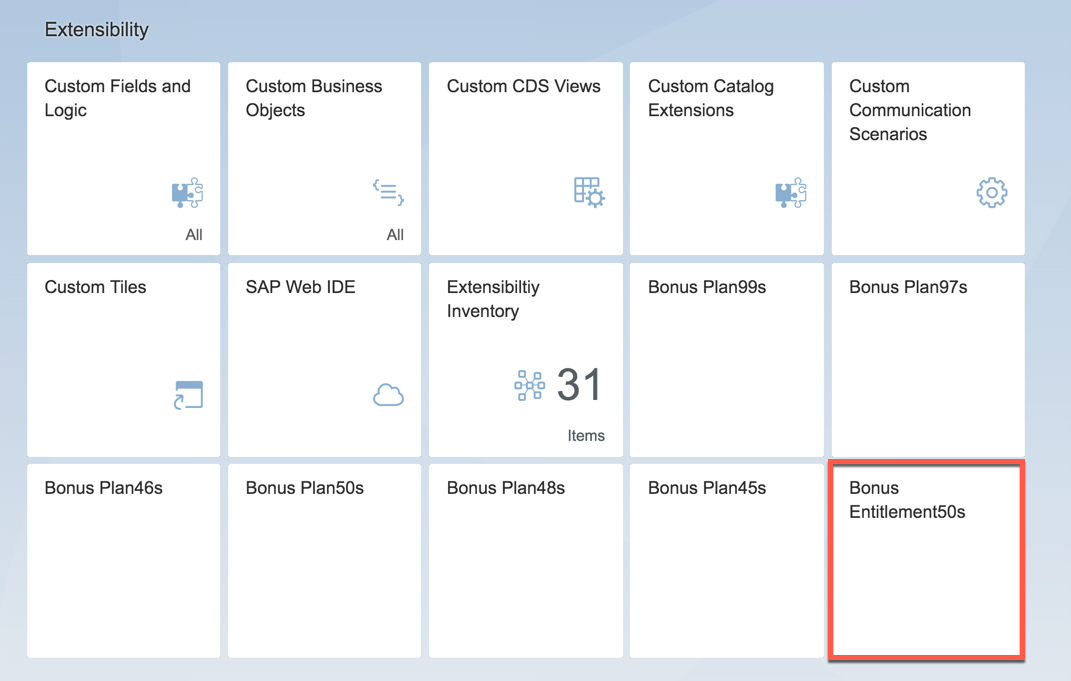 Extensibility
Custom Fields and
Logic
All
Custom Business
Objects
All
Custom CDS Views
Custom Catalog
Extensions
Custom
Communication
Scenarios
Custom Tiles
SAP Web IDE
Extensibiltiy
Inventory
31
Items
Bonus Plan99s
Bonus Plan97s
Bonus Plan46s
Bonus Plan50s
Bonus Plan48s
Bonus Plan45s
Bonus
Entitlement50s